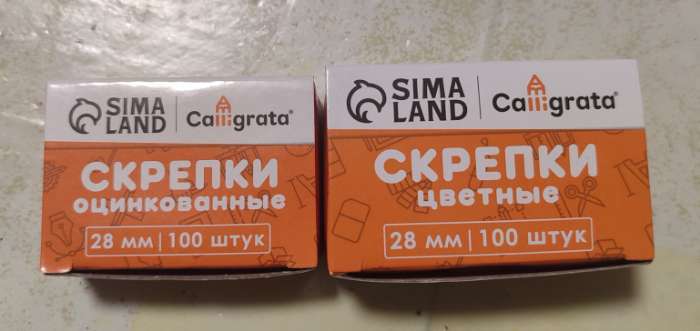 SIMA
LAND
Calligrata®
СКРЕПКИ
оцинкованные
28 мм | 100 штук
SIMA
LAND
Calligrata®
СКРЕПКИ
цветные
28 мм | 100 штук